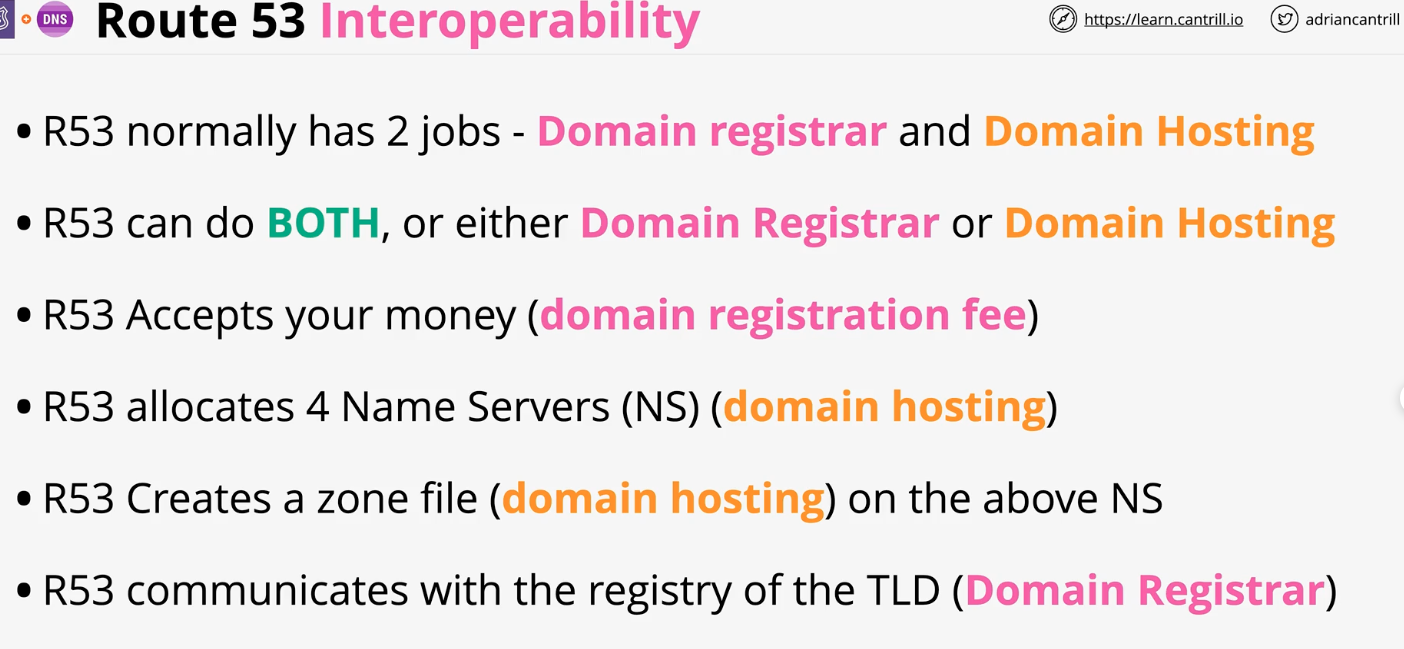 DNS Route 53 Interoperability https://learn.cantrill.io adriancantrill
• R53 normally has 2 jobs - Domain registrar and Domain Hosting
• R53 can do BOTH, or either Domain Registrar or Domain Hosting
• R53 Accepts your money (domain registration fee)
• R53 allocates 4 Name Servers (NS) (domain hosting)
• R53 Creates a zone file (domain hosting) on the above NS
• R53 communicates with the registry of the TLD (Domain Registrar)